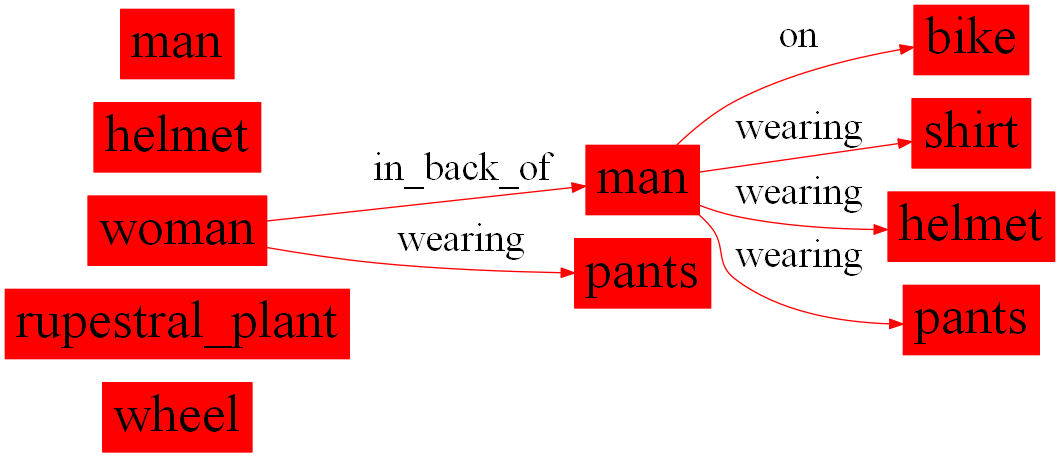 man
helmet
woman
rupestral_plant
wheel
in_back_of
wearing
man
pants
on
wearing
wearing
wearing
bike
shirt
helmet
pants